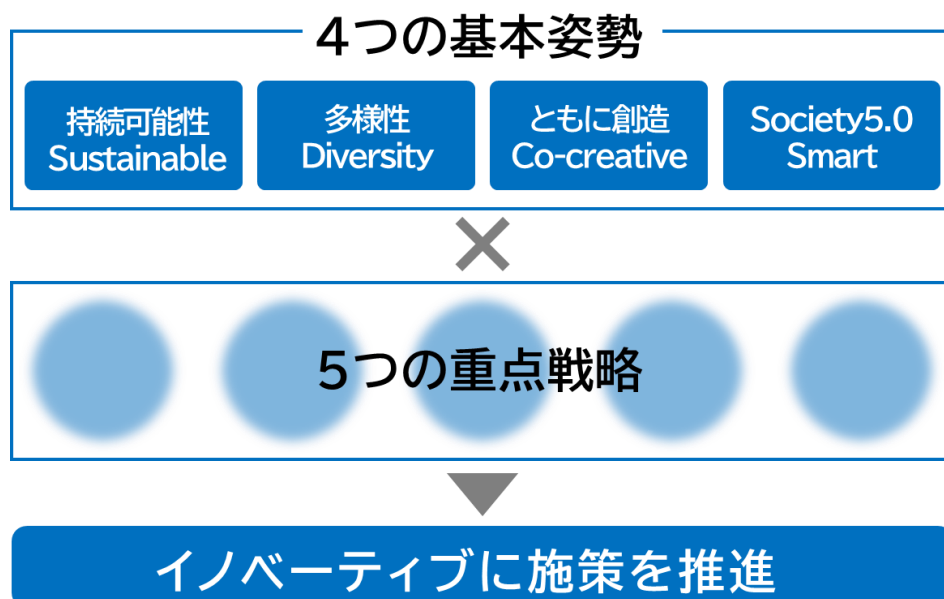 4つの基本姿勢
持続可能性
Sustainable
多様性
Diversity
ともに創造
Co-creative
Society5.0
Smart
×
5つの重点戦略
イノベーティブに施策を推進